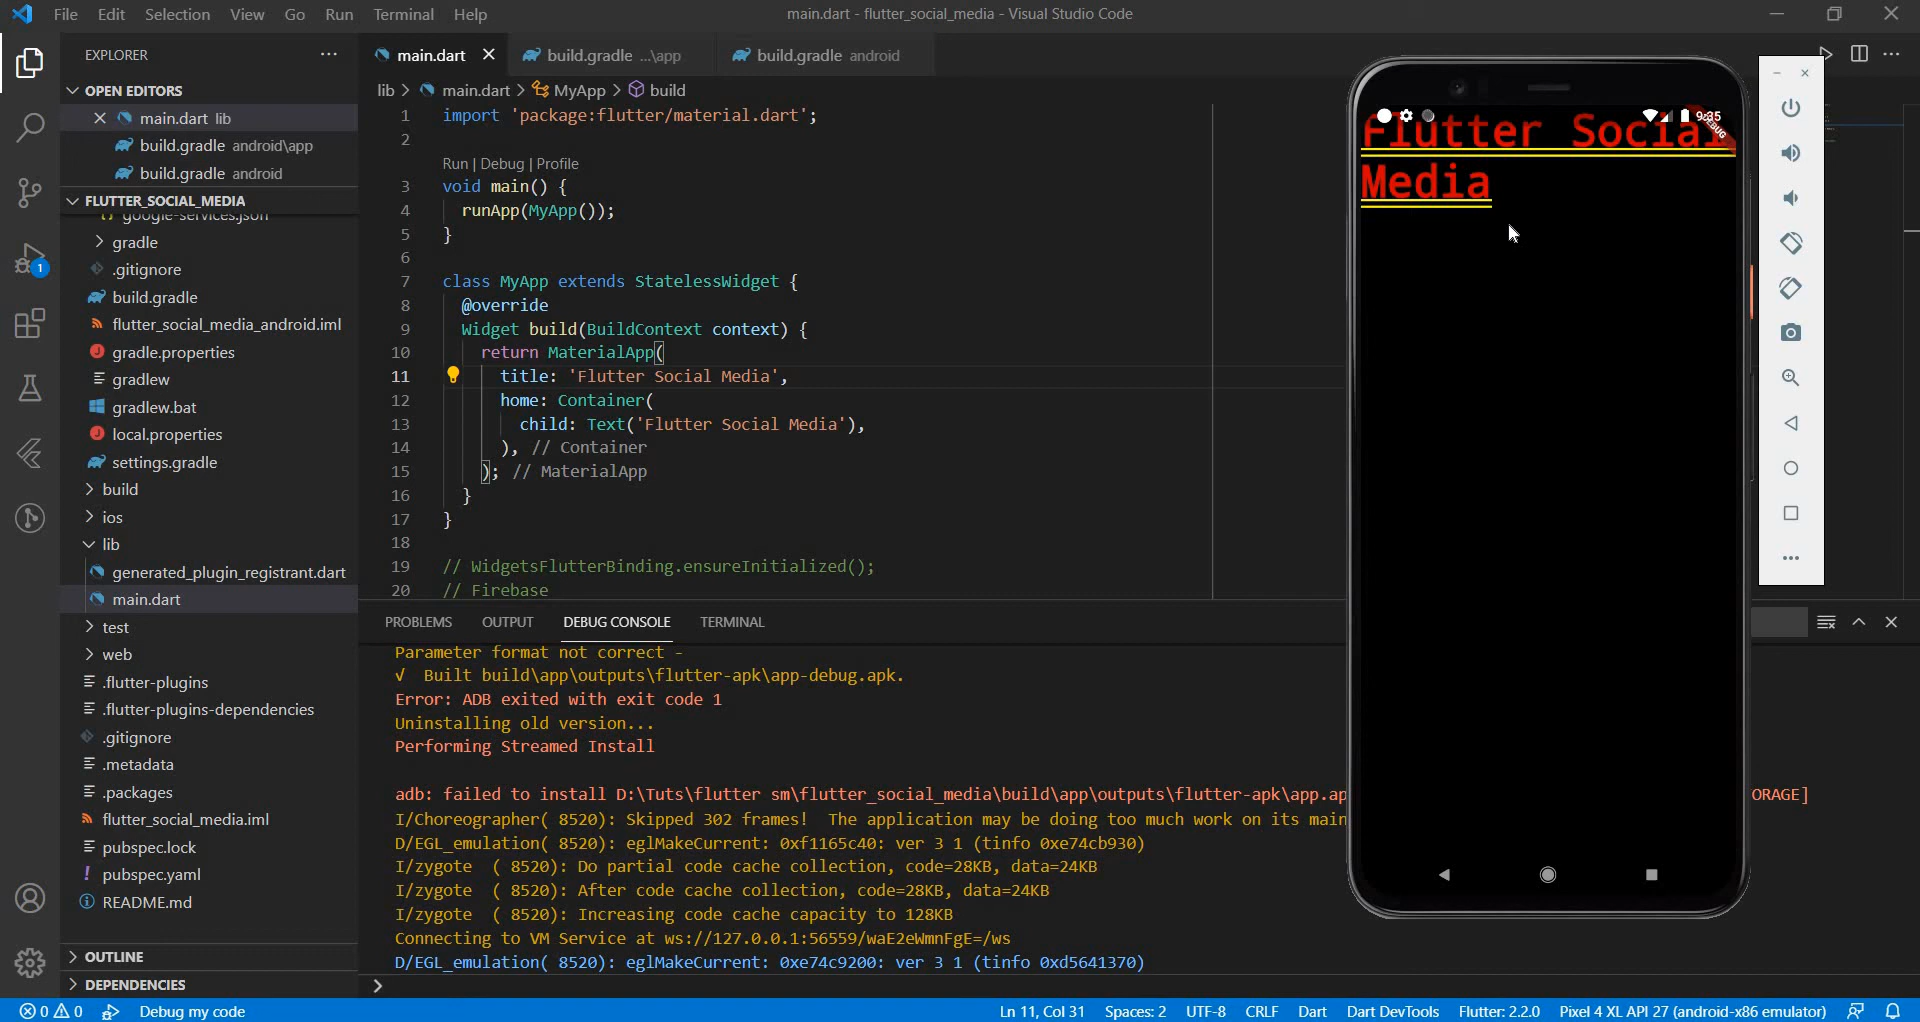 File Edit Selection View Go Run Terminal Help
main.dart - flutter_social_media - Visual Studio Code
EXPLORER
OPEN EDITORS
main.dart lib
build.gradle android\app
build.gradle android
FLUTTER_SOCIAL_MEDIA
google-services.json
gradle
.gitignore
build.gradle
flutter_social_media_android.iml
gradle.properties
gradlew
gradlew.bat
local.properties
settings.gradle
build
ios
lib
generated_plugin_registrant.dart
main.dart
test
web
.flutter-plugins
.flutter-plugins-dependencies
.gitignore
.metadata
.packages
flutter_social_media.iml
pubspec.lock
pubspec.yaml
README.md
OUTLINE
DEPENDENCIES
1
main.dart
build.gradle ...\app
build.gradle android
lib > main.dart > MyApp > build
1 import 'package:flutter/material.dart';
2
Run | Debug | Profile
3 void main() {
4 runApp(MyApp());
5 }
6
7 class MyApp extends StatelessWidget {
8 @override
9 Widget build(BuildContext context) {
10 return MaterialApp(
11 title: 'Flutter Social Media',
12 home: Container(
13 child: Text('Flutter Social Media'),
14 ), // Container
15 ); // MaterialApp
16 }
17 }
18
19 // WidgetsFlutterBinding.ensureInitialized();
20 // Firebase
PROBLEMS OUTPUT DEBUG CONSOLE TERMINAL
Parameter format not correct -
√ Built build\app\outputs\flutter-apk\app-debug.apk.
Error: ADB exited with exit code 1
Uninstalling old version...
Performing Streamed Install
adb: failed to install D:\Tuts\flutter sm\flutter_social_media\build\app\outputs\flutter-apk\app.ap ORAGE]
I/Choreographer( 8520): Skipped 302 frames! The application may be doing too much work on its main
D/EGL_emulation( 8520): eglMakeCurrent: 0xf1165c40: ver 3 1 (tinfo 0xe74cb930)
I/zygote ( 8520): Do partial code cache collection, code=28KB, data=24KB
I/zygote ( 8520): After code cache collection, code=28KB, data=24KB
I/zygote ( 8520): Increasing code cache capacity to 128KB
Connecting to VM Service at ws://127.0.0.1:56559/waE2eWmnFgE=/ws
D/EGL_emulation( 8520): eglMakeCurrent: 0xe74c9200: ver 3 1 (tinfo 0xd5641370)
9:35
DEBUG
Flutter Social
Media
0 0 Debug my code
Ln 11, Col 31 Spaces: 2 UTF-8 CRLF Dart Dart DevTools Flutter: 2.2.0 Pixel 4 XL API 27 (android-x86 emulator)